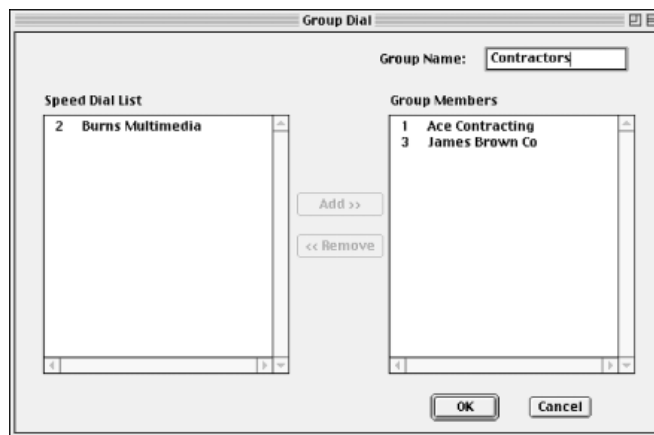 Group Dial
Group Name: Contractors
Speed Dial List
Group Members
2 Burns Multimedia
1 Ace Contracting
3 James Brown Co
Add >>
<< Remove
OK
Cancel